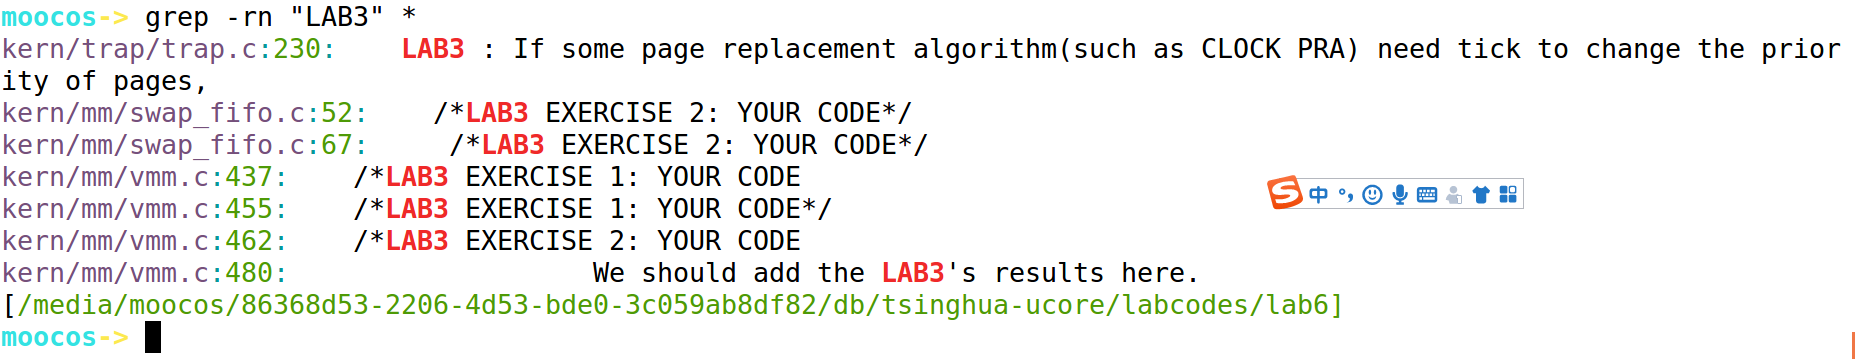 moocos-> grep -rn "LAB3" *
kern/trap/trap.c:230:    LAB3 : If some page replacement algorithm(such as CLOCK PRA) need tick to change the prior
ity of pages,
kern/mm/swap_fifo.c:52:    /*LAB3 EXERCISE 2: YOUR CODE*/
kern/mm/swap_fifo.c:67:     /*LAB3 EXERCISE 2: YOUR CODE*/
kern/mm/vmm.c:437:    /*LAB3 EXERCISE 1: YOUR CODE
kern/mm/vmm.c:455:    /*LAB3 EXERCISE 1: YOUR CODE*/
S 中 °,
kern/mm/vmm.c:462:    /*LAB3 EXERCISE 2: YOUR CODE
kern/mm/vmm.c:480:                   We should add the LAB3's results here.
[/media/moocos/86368d53-2206-4d53-bde0-3c059ab8df82/db/tsinghua-ucore/labcodes/lab6]
moocos->